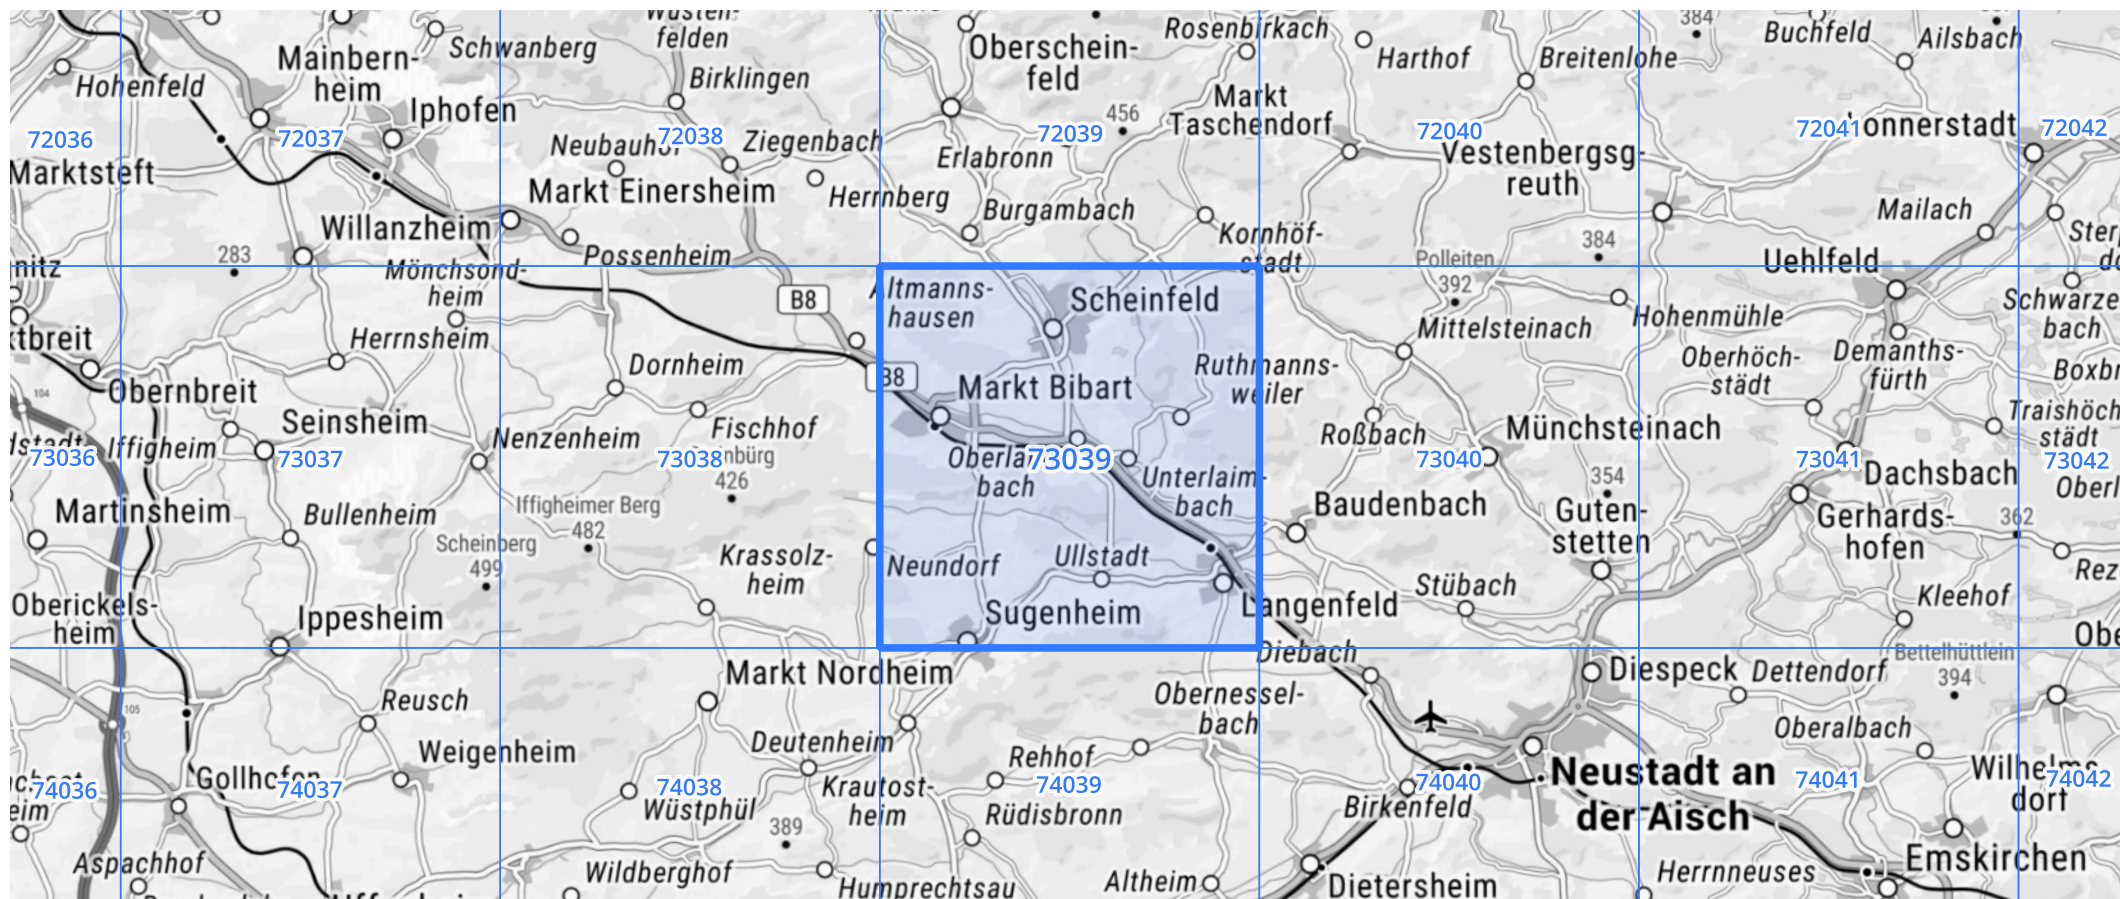 Schwanberg
felden
Birklingen
Oberschein-
feld
Rosenbirkach
Harthof
Breitenlohe
384
Buchfeld
Ailsbach
Hohenfeld
Mainbern-
heim
Iphofen
456
Markt
Taschendorf
72036
72037
72038
72039
72040
72041
72042
Neubauhof
Ziegenbach
Erlabronn
Vestenbergsg-
reuth
Marktsteft
Markt Einersheim
Herrnberg
Burgambach
Mailach
Willanzheim
Possenheim
Kornhöf-
stadt
Polleiten
392
384
Uehlfeld
283
Mönchsond-
heim
B8
Altmanns-
hausen
Scheinfeld
Mittelsteinach
Hohenmühle
Schwarze
bach
Herrnsheim
Dornheim
B8
Markt Bibart
Ruthmanns-
weiler
Oberhöch-
städt
Demanths-
fürth
104
Obernbreit
Seinsheim
Nenzenheim
Fischhof
Roßbach
Münchsteinach
Traishöch
städt
Iffigheim
73036
73037
73038
426
73039
bach
Unterlaim-
bach
73040
73041
73042
Dachsbach
Martinsheim
Bullenheim
Iffigheimer Berg
482
Scheinberg
499
Krassolz-
heim
Neundorf
Ullstadt
Baudenbach
354
Guten-
stetten
Gerhards-
hofen
362
Oberickels-
heim
Ippesheim
Sugenheim
Langenfeld
Stübach
Kleehof
Markt Nordheim
Diebach
Diespeck
Dettendorf
Bettelhüttlein
394
105
Reusch
Weigenheim
Deutenheim
Rehhof
Obernessel-
bach
Oberalbach
74036
Gollhofen
74037
74038
Wüstphül
Krautost-
heim
74039
Rüdisbronn
74040
Birkenfeld
Neustadt an
der Aisch
74041
Wilhelms
dorf
74042
389
Aspachhof
Wildberghof
Humprechtsau
Altheim
Dietersheim
Herrnneuses
Emskirchen